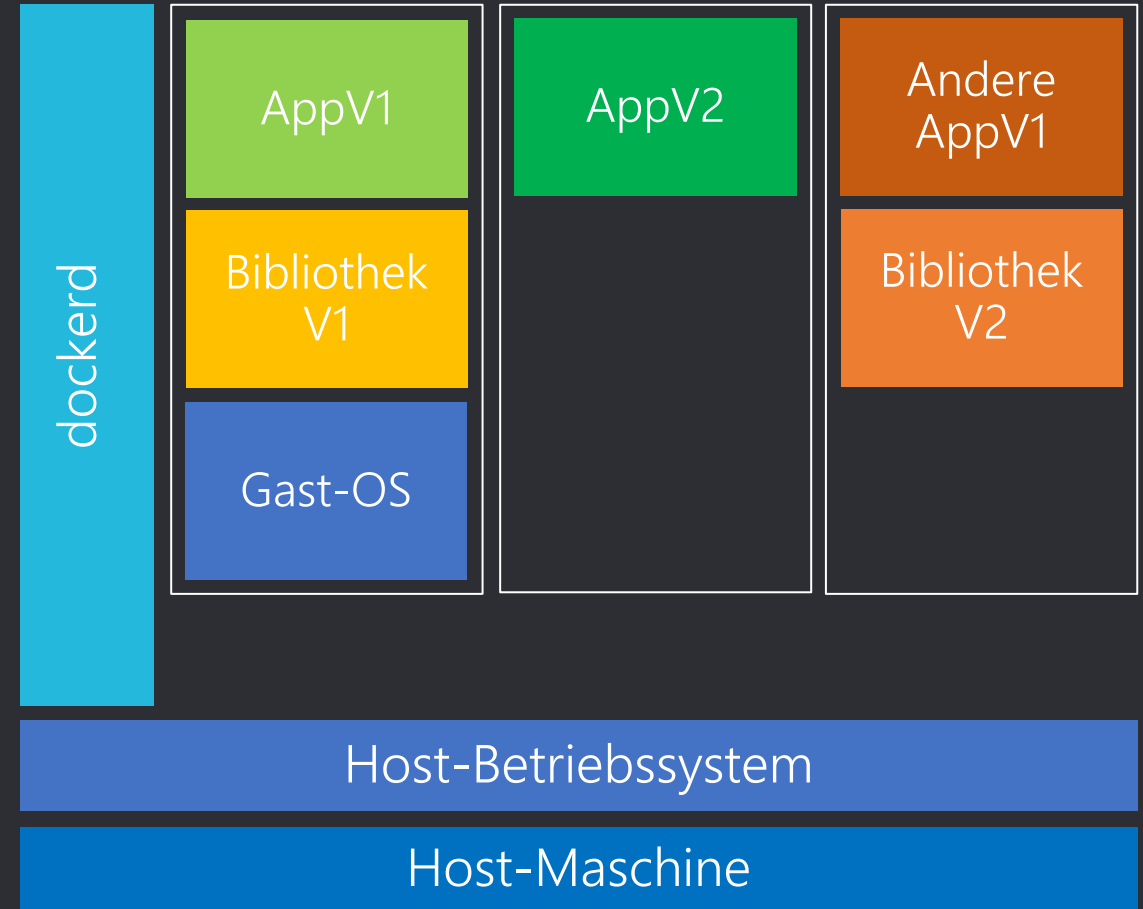 dockerd
AppV1
Bibliothek
V1
Gast-OS
AppV2
Andere
AppV1
Bibliothek
V2
Host-Betriebssystem
Host-Maschine